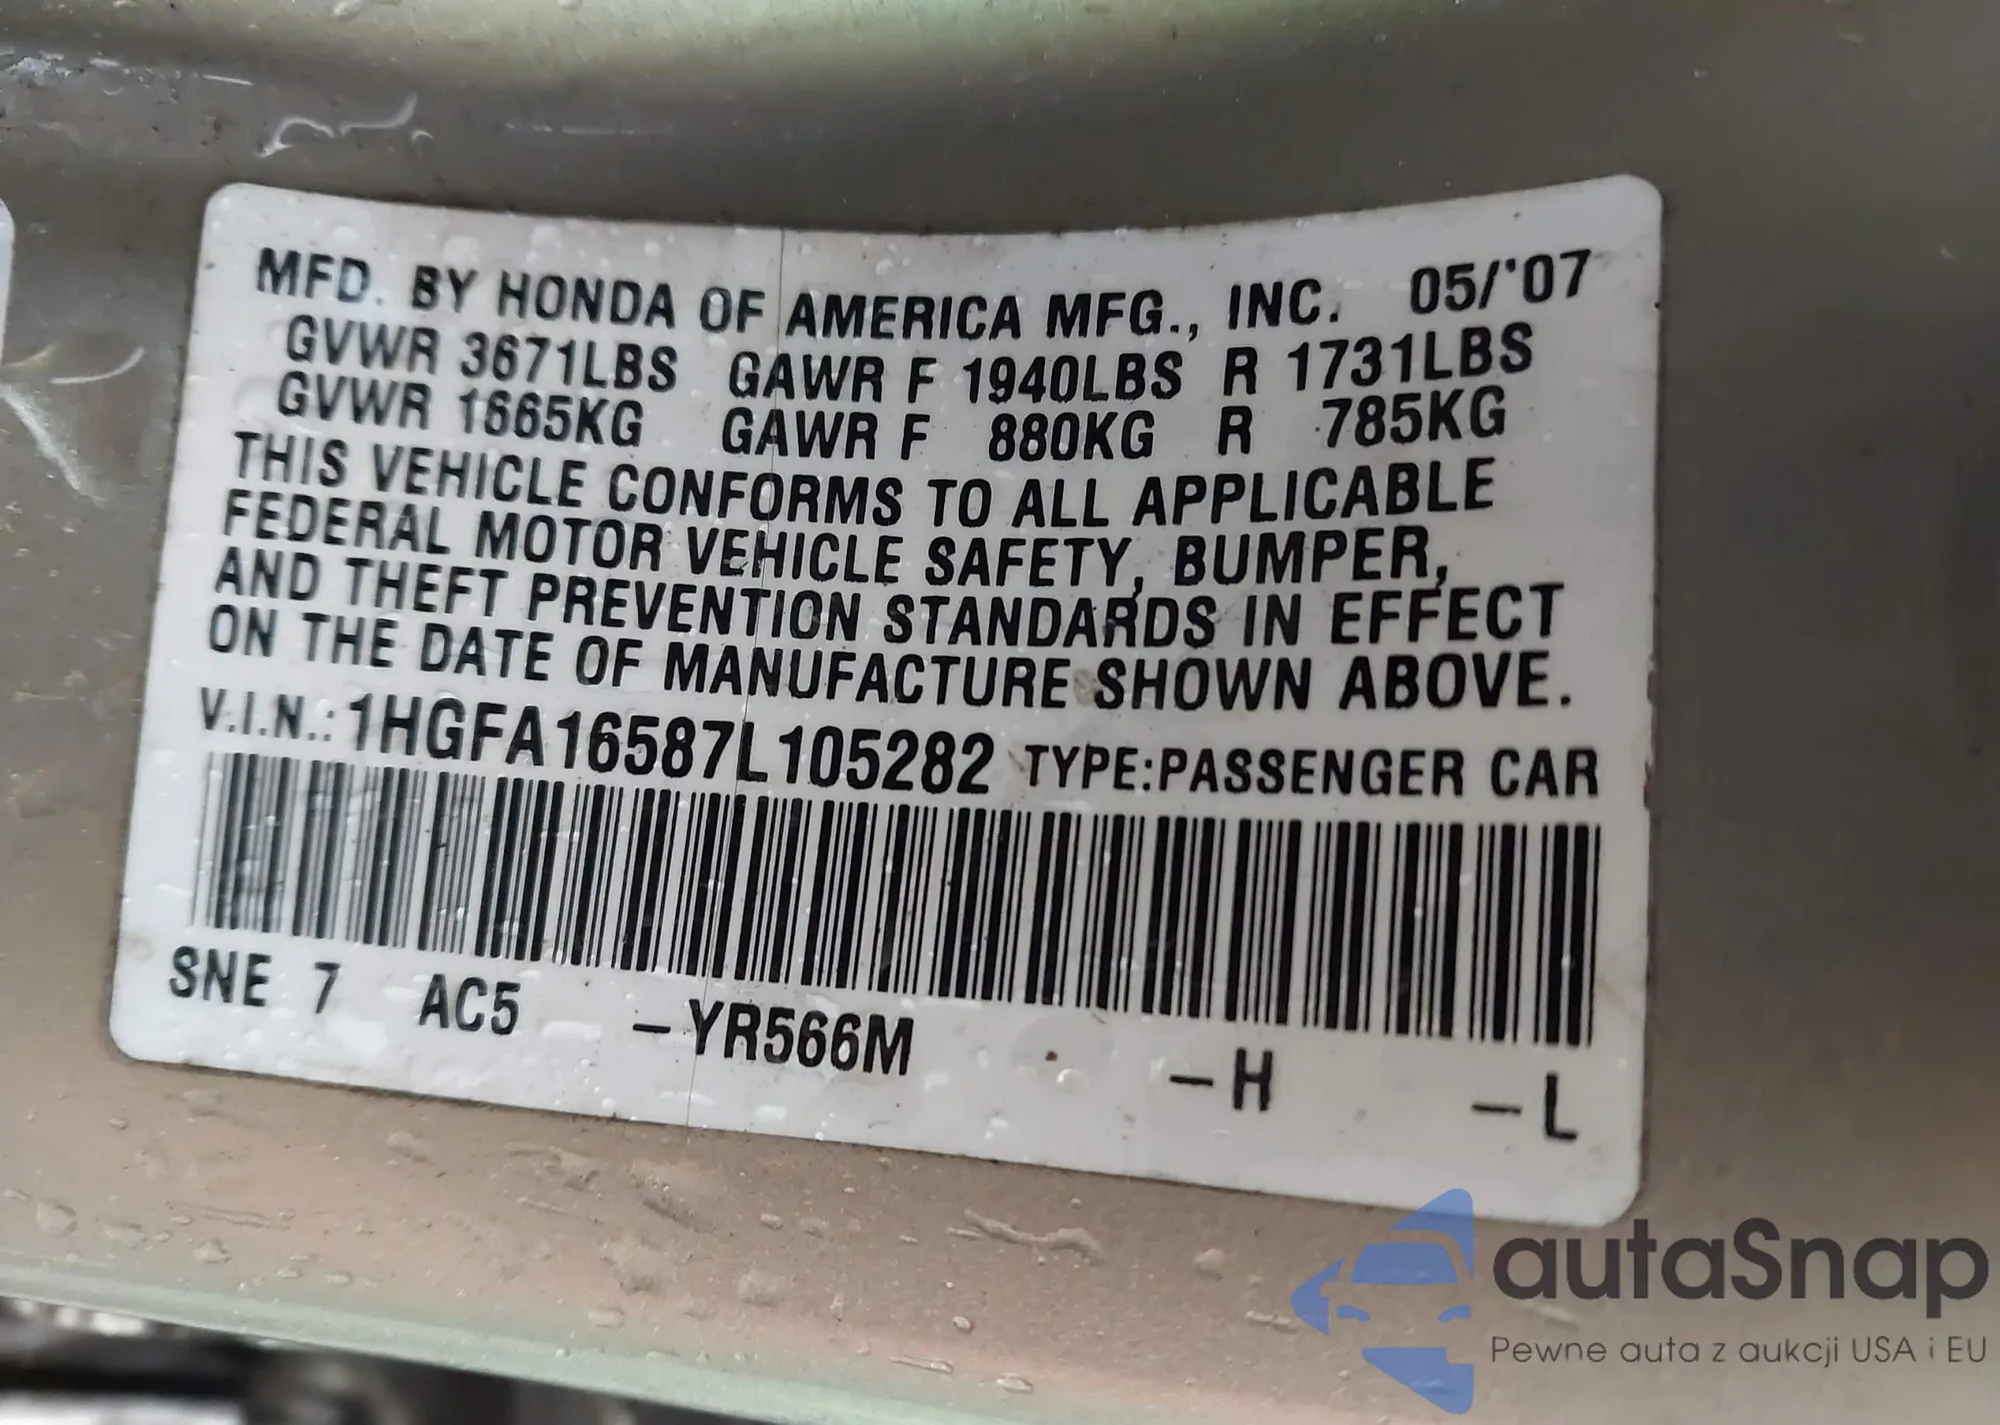 MFD. BY HONDA OF AMERICA MFG., INC. 05/'07
GVWR 3671LBS GAWR F 1940LBS R 1731LBS
GVWR 1665KG GAWR F 880KG R 785KG
THIS VEHICLE CONFORMS TO ALL APPLICABLE
FEDERAL MOTOR VEHICLE SAFETY, BUMPER,
AND THEFT PREVENTION STANDARDS IN EFFECT
ON THE DATE OF MANUFACTURE SHOWN ABOVE.
V.I.N.: 1HGFA16587L105282 TYPE:PASSENGER CAR
SNE 7 AC5 –YR566M –H –L
autaSnap
Pewne auta z aukcji USA i EU